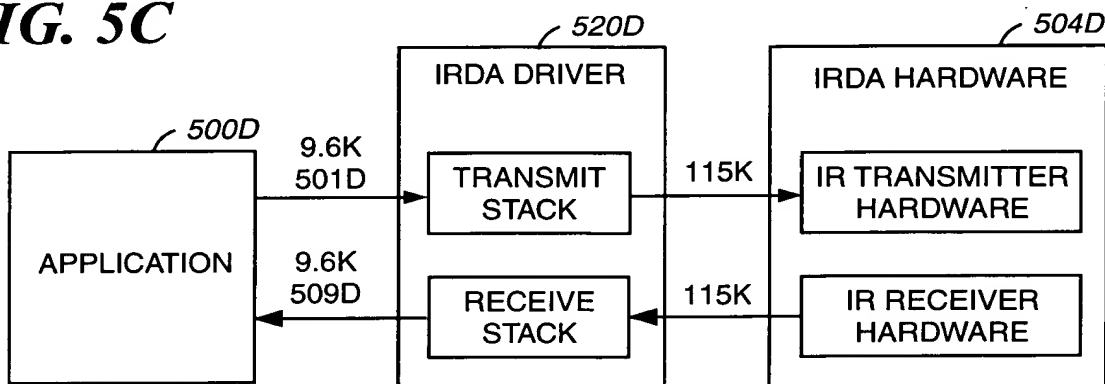 IG. 5C
520D
504D
IRDA DRIVER
IRDA HARDWARE
500D
9.6K
501D
TRANSMIT
STACK
115K
IR TRANSMITTER
HARDWARE
APPLICATION
9.6K
509D
RECEIVE
STACK
115K
IR RECEIVER
HARDWARE